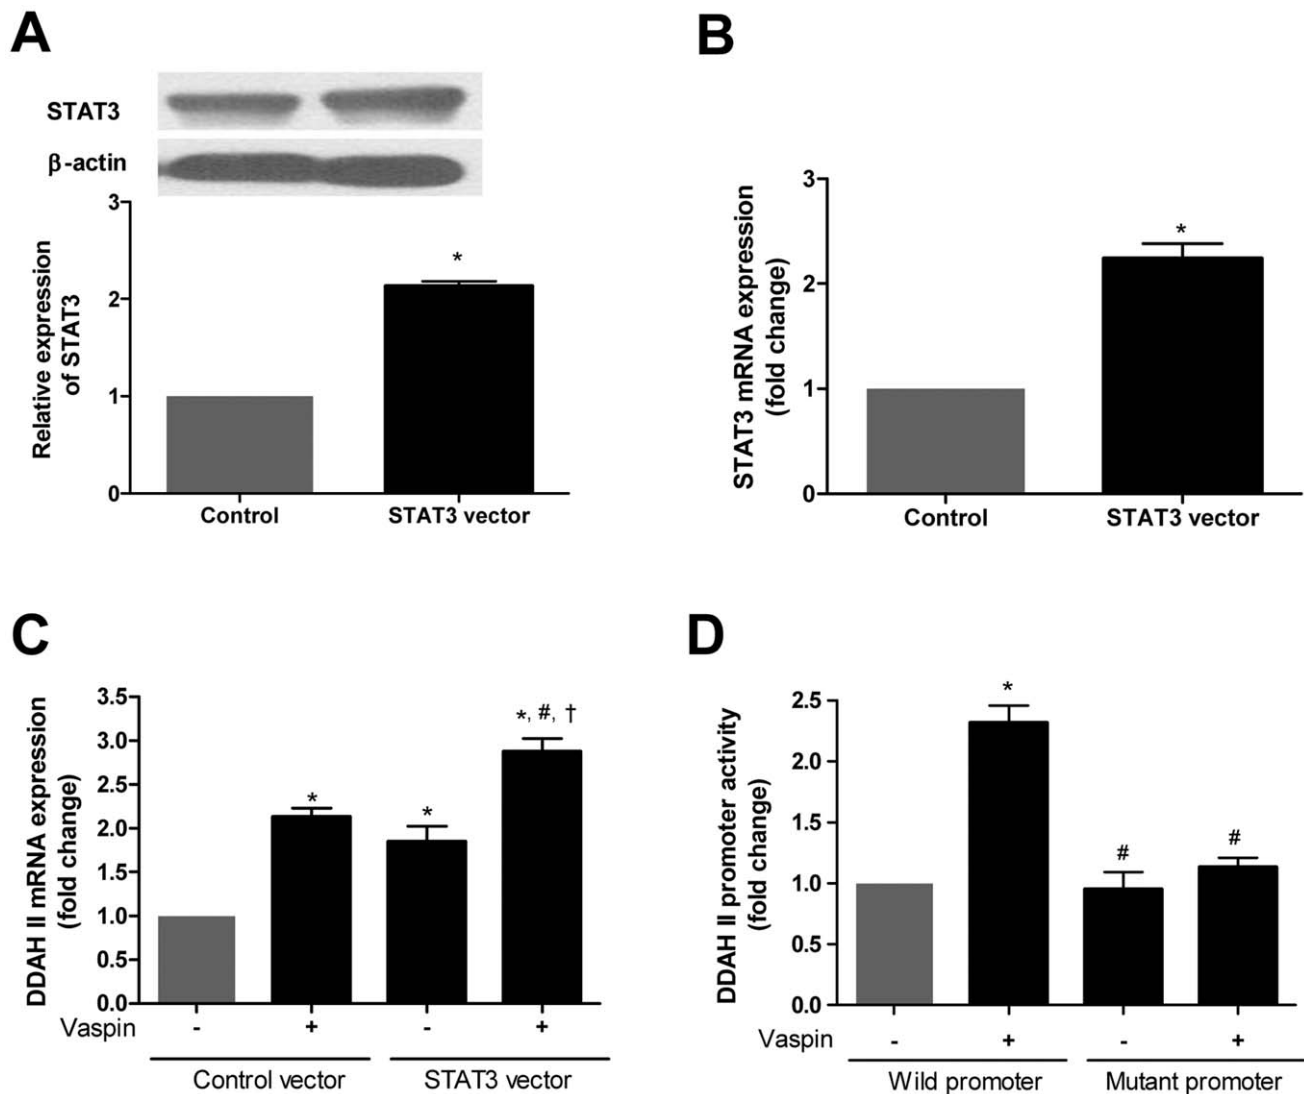 A
STAT3
β-actin
3
2
1
0
Relative expression
of STAT3
*
Control
STAT3 vector
B
3
2
1
0
STAT3 mRNA expression
(fold change)
*
Control
STAT3 vector
C
3.5
3.0
2.5
2.0
1.5
1.0
0.5
0.0
DDAH II mRNA expression
(fold change)
*
*
*, #, †
Vaspin - + - +
Control vector
STAT3 vector
D
2.5
2.0
1.5
1.0
0.5
0.0
DDAH II promoter activity
(fold change)
*
#
#
Vaspin - + - +
Wild promoter
Mutant promoter